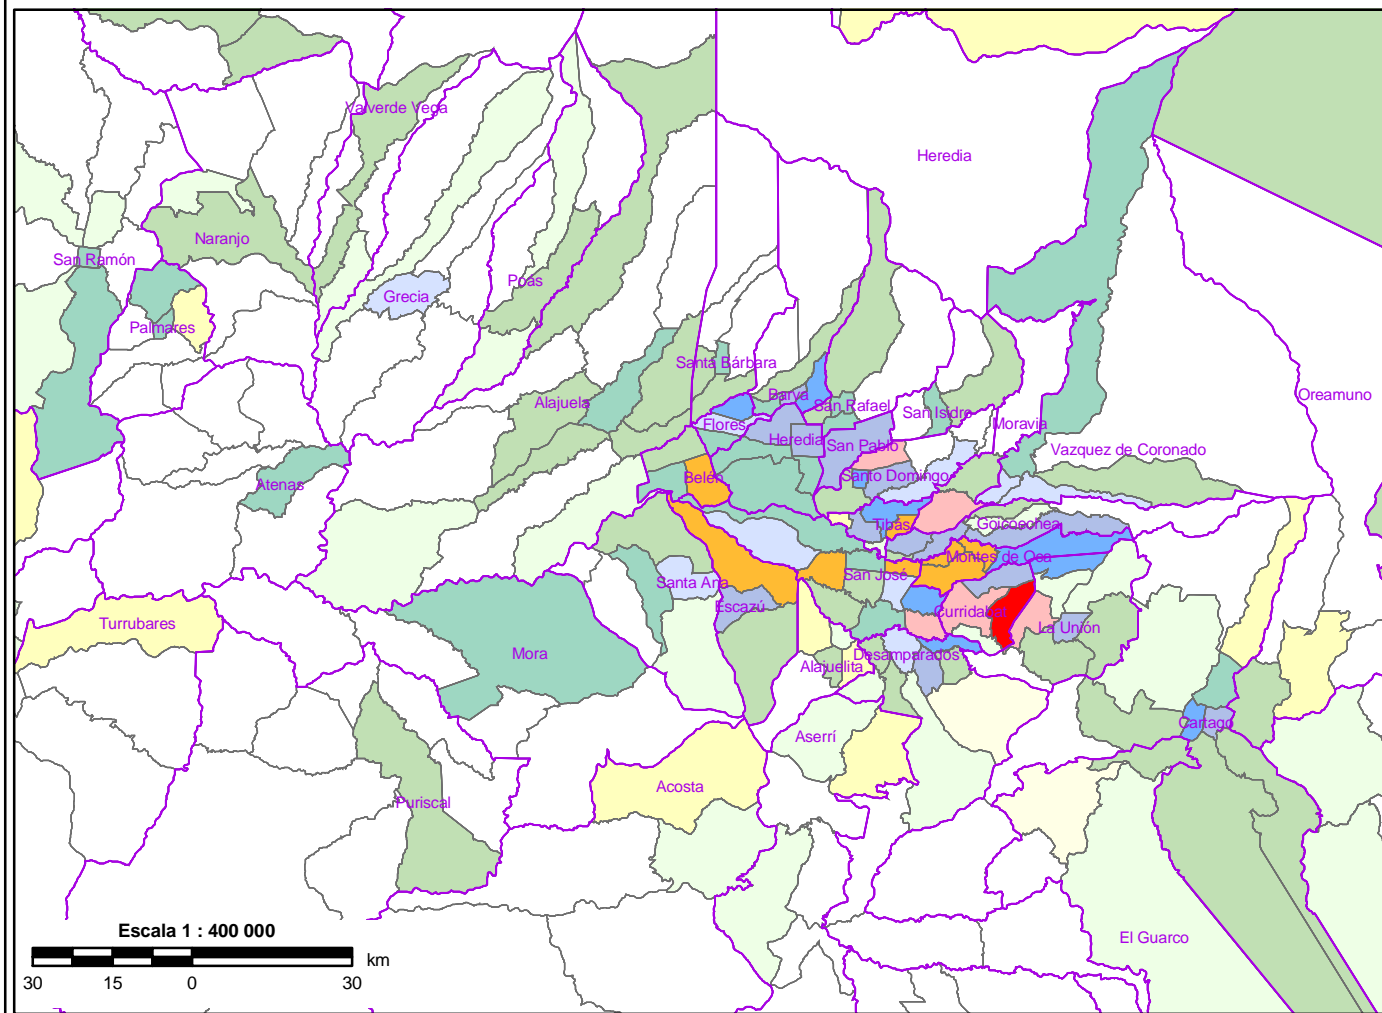 Valverde Vega
Heredia
Naranjo
San Ramón
Poás
Grecia
Palmares
Santa Bárbara
Oreamuno
Barva
Alajuela
San Rafael
San Isidro
Flores
Moravia
Heredia
San Pablo
Vazquez de Coronado
Belén
Santo Domingo
Atenas
Tibás
Goicoechea
Montes de Oca
San José
Santa Ana
Escazú
Curridabat
Turrubares
La Unión
Mora
Desamparados
Alajuelita
Cartago
Aserrí
Acosta
Puriscal
Escala 1 : 400 000
El Guarco
km
30 15 0 30